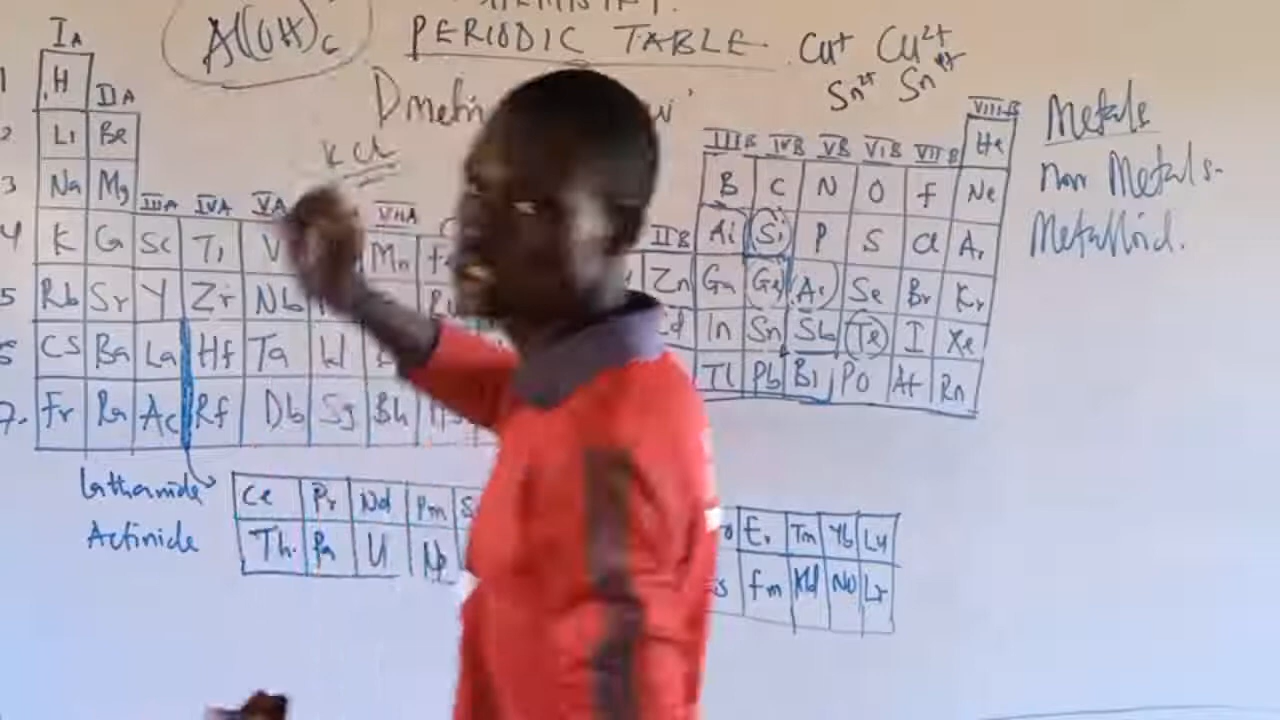 PERIODIC TABLE.
Al(OH)c
Cu+ Cu2+
Sn2+ Sn4+
KCl
IA
IIA
IIIA IVA VA VIIA
IIB IIIB IVB VB VIB VIIB VIIIB
1 H He
2 Li Be B C N O F Ne
3 Na Mg Al Si P S Cl Ar
4 K Ca Sc Ti V Mn Fe Zn Ga Ge As Se Br Kr
5 Rb Sr Y Zr Nb Ru Cd In Sn Sb Te I Xe
6 Cs Ba La Hf Ta W Tl Pb Bi Po At Rn
7. Fr Ra Ac Rf Db Sg Bh Hs
Metals
non Metals.
Metalloid.
Lathanide Ce Pr Nd Pm Er Tm Yb Lu
Actinide Th. Pa U Np Fm Md No Lr